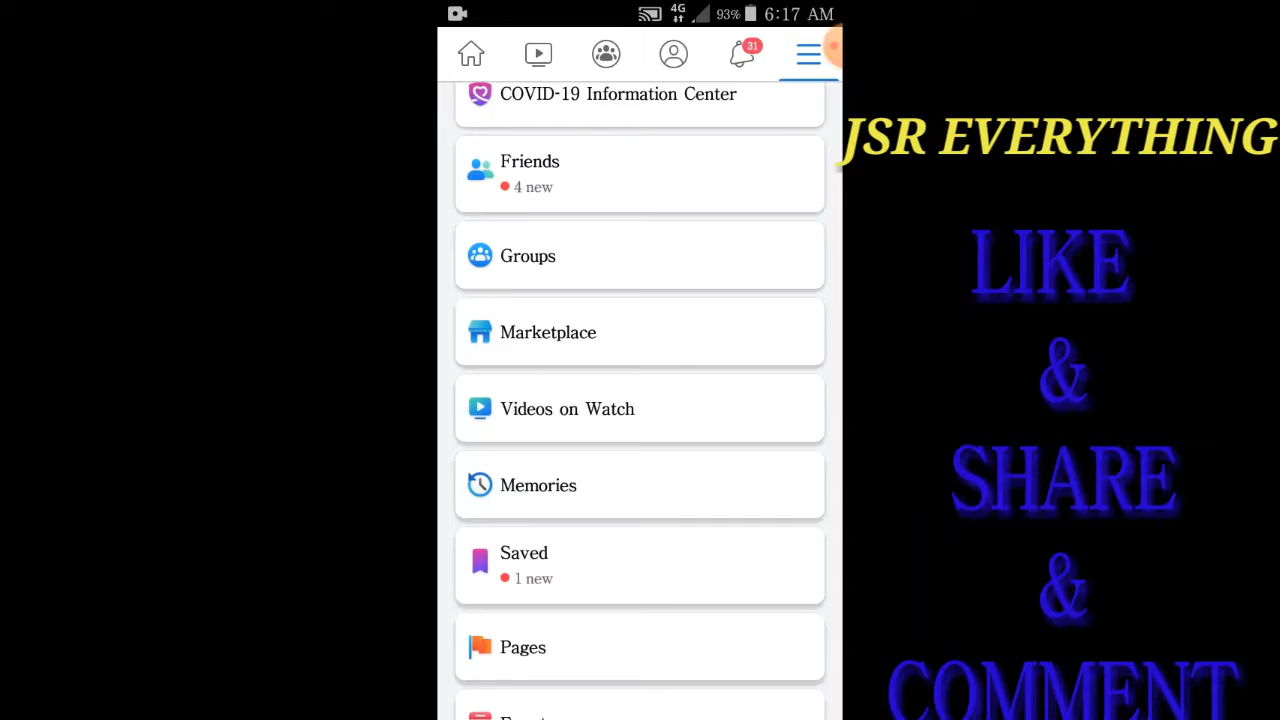 4G 93% 6:17 AM
31
COVID-19 Information Center
Friends
4 new
Groups
Marketplace
Videos on Watch
Memories
Saved
1 new
Pages
JSR EVERYTHING
LIKE
&
SHARE
&
COMMENT